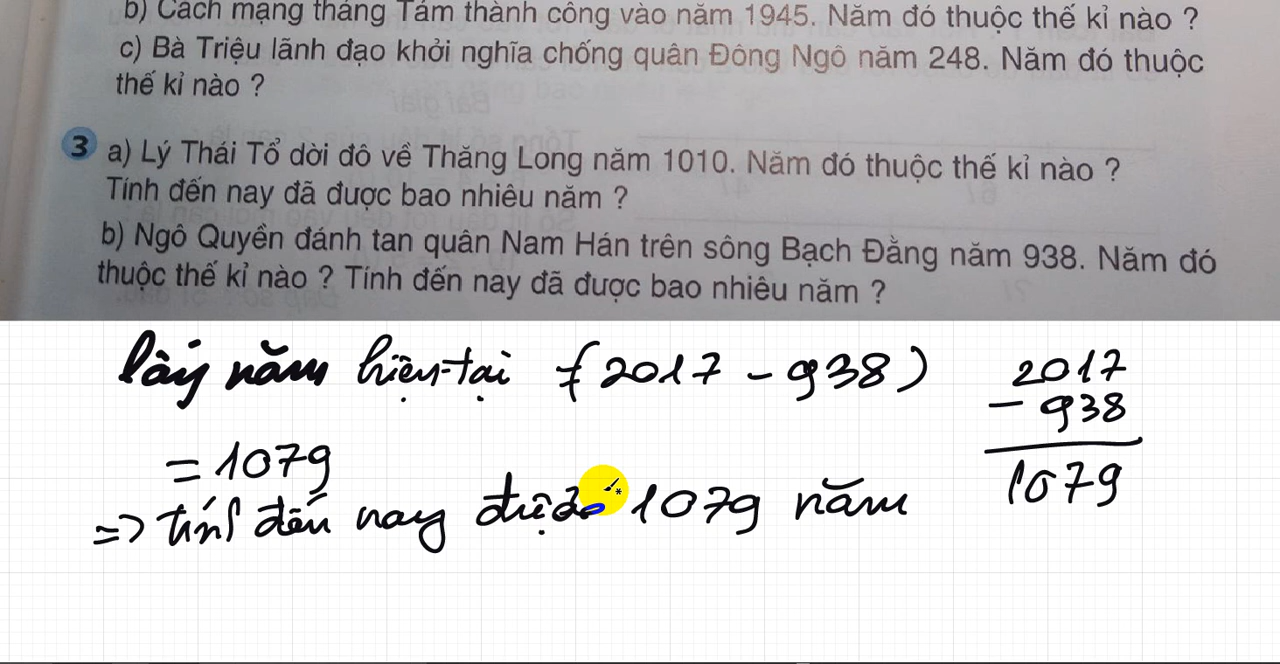 b) Cách mạng tháng Tám thành công vào năm 1945. Năm đó thuộc thế kỉ nào ?
c) Bà Triệu lãnh đạo khởi nghĩa chống quân Đông Ngô năm 248. Năm đó thuộc
thế kỉ nào ?
3 a) Lý Thái Tổ dời đô về Thăng Long năm 1010. Năm đó thuộc thế kỉ nào ?
Tính đến nay đã được bao nhiêu năm ?
b) Ngô Quyền đánh tan quân Nam Hán trên sông Bạch Đằng năm 938. Năm đó
thuộc thế kỉ nào ? Tính đến nay đã được bao nhiêu năm ?
lấy năm hiện tại (2017 - 938)
2017
- 938
1079
= 1079
=> tính đến nay được 1079 năm